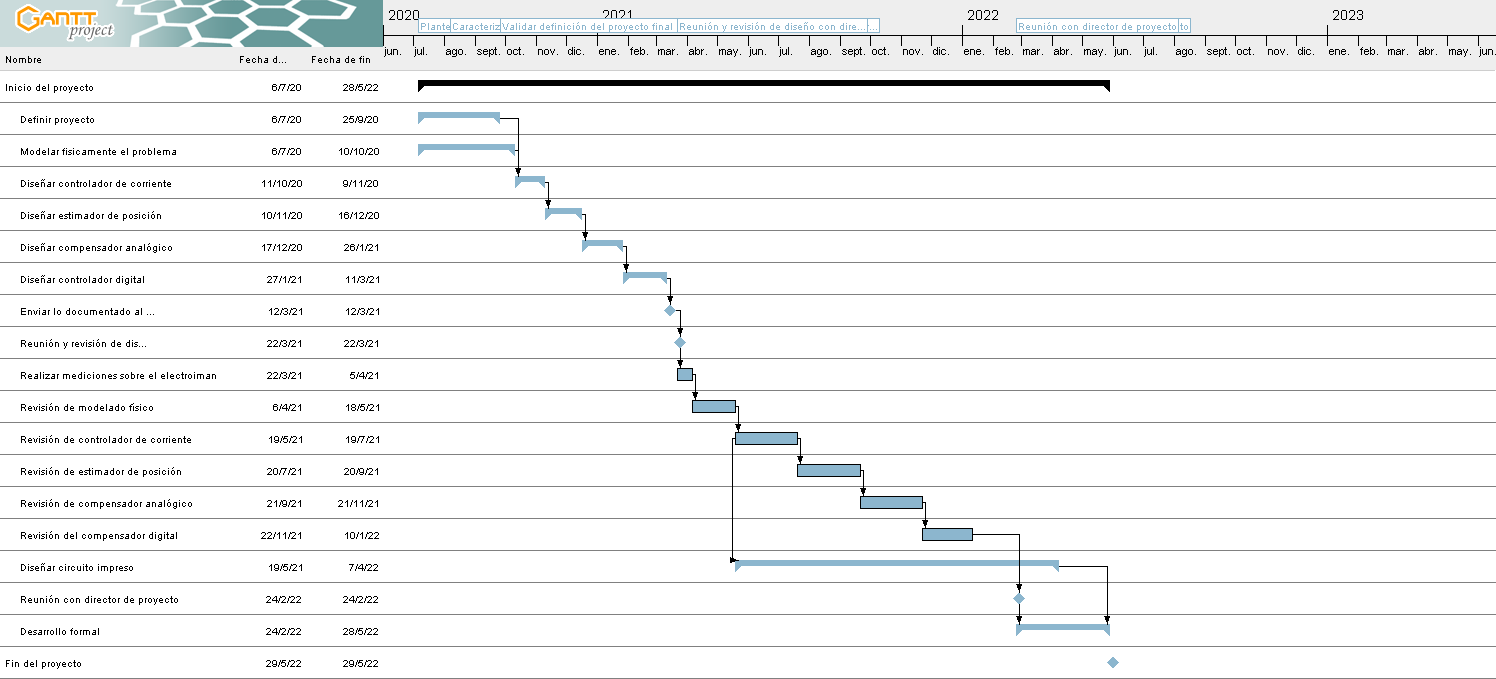 GANTT project
2020 2021 2022 2023
Plante Caracteriz Validar definición del proyecto final Reunión y revisión de diseño con dire... ... Reunión con director de proyecto to
jun. jul. ago. sept. oct. nov. dic. ene. feb. mar. abr. may. jun. jul. ago. sept. oct. nov. dic. ene. feb. mar. abr. may. jun. jul. ago. sept. oct. nov. dic. ene. feb. mar. abr. may. jun.
Nombre Fecha d... Fecha de fin
Inicio del proyecto 6/7/20 28/5/22
Definir proyecto 6/7/20 25/9/20
Modelar fisicamente el problema 6/7/20 10/10/20
Diseñar controlador de corriente 11/10/20 9/11/20
Diseñar estimador de posición 10/11/20 16/12/20
Diseñar compensador analógico 17/12/20 26/1/21
Diseñar controlador digital 27/1/21 11/3/21
Enviar lo documentado al ... 12/3/21 12/3/21
Reunión y revisión de dis... 22/3/21 22/3/21
Realizar mediciones sobre el electroiman 22/3/21 5/4/21
Revisión de modelado físico 6/4/21 18/5/21
Revisión de controlador de corriente 19/5/21 19/7/21
Revisión de estimador de posición 20/7/21 20/9/21
Revisión de compensador analógico 21/9/21 21/11/21
Revisión del compensador digital 22/11/21 10/1/22
Diseñar circuito impreso 19/5/21 7/4/22
Reunión con director de proyecto 24/2/22 24/2/22
Desarrollo formal 24/2/22 28/5/22
Fin del proyecto 29/5/22 29/5/22